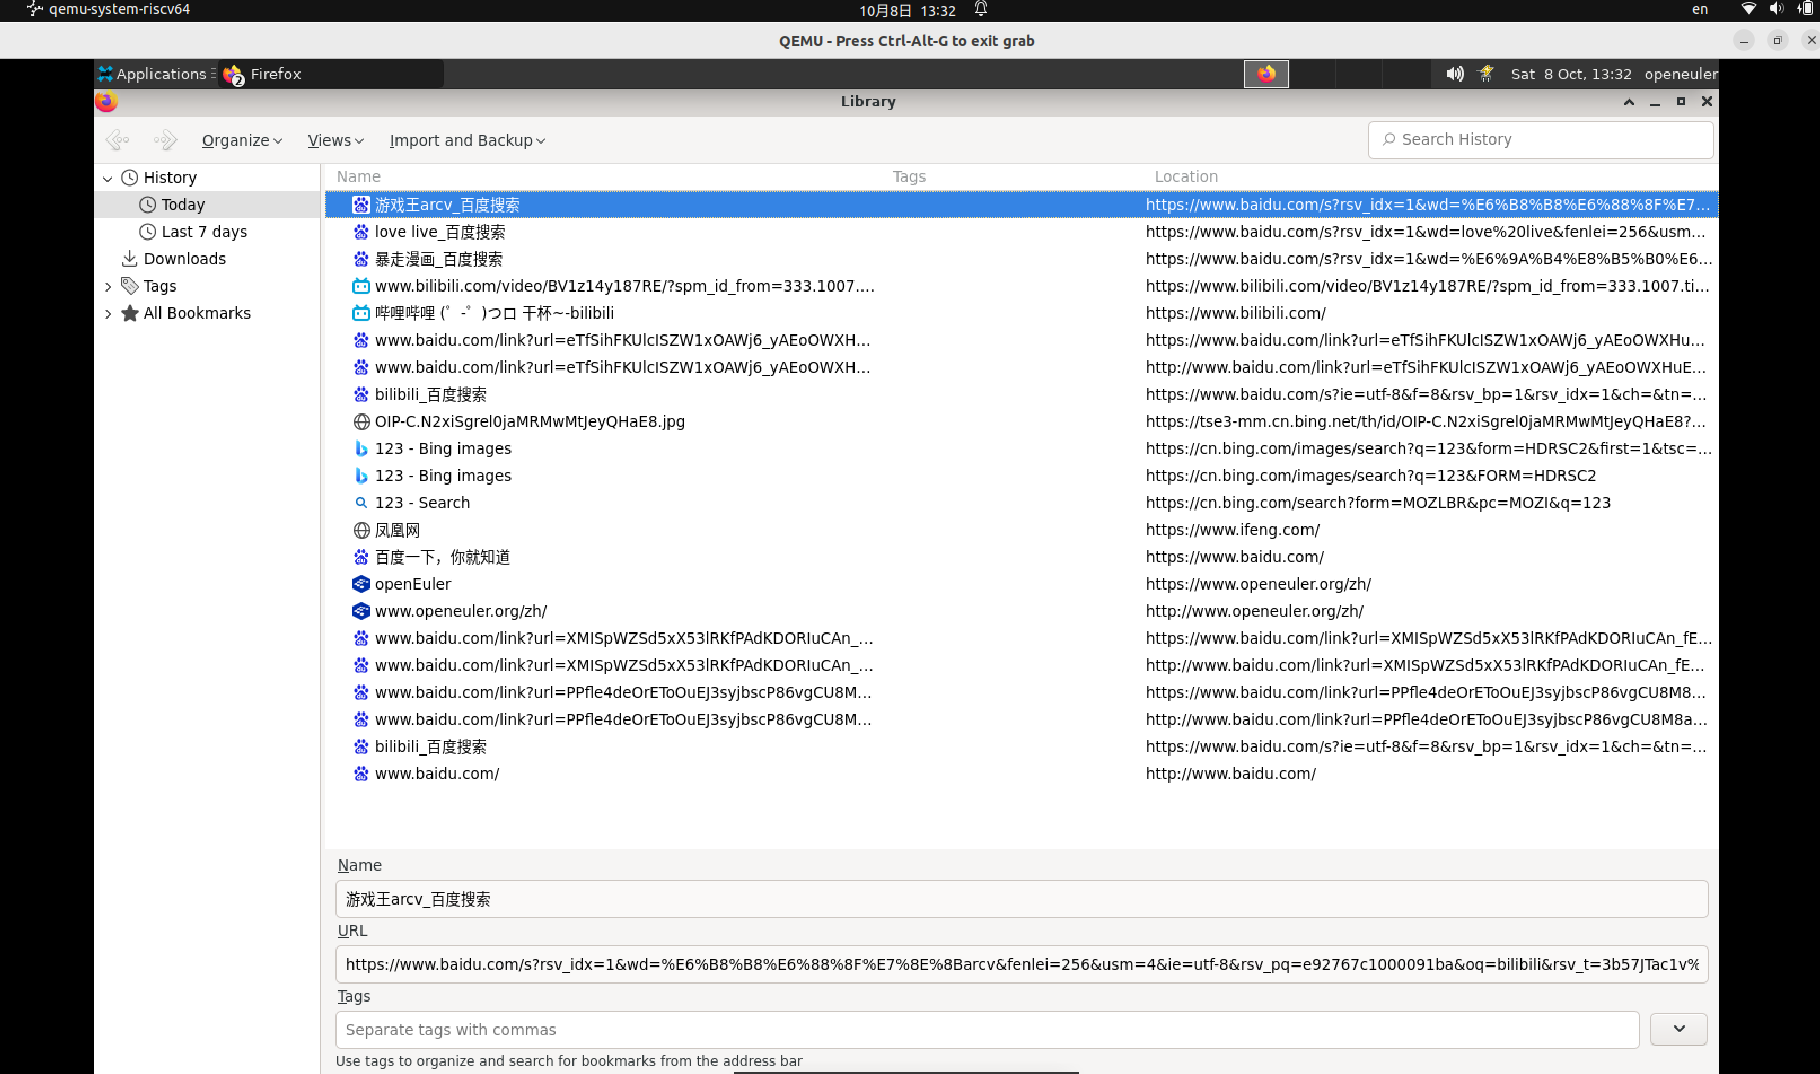 qemu-system-riscv64
10月8日 13:32
en
QEMU - Press Ctrl-Alt-G to exit grab
Applications
2
Firefox
Sat 8 Oct, 13:32
openeuler
Library
Organize
Views
Import and Backup
Search History
History
Today
Last 7 days
Downloads
Tags
All Bookmarks
Name Tags Location
游戏王arcv_百度搜索 https://www.baidu.com/s?rsv_idx=1&wd=%E6%B8%B8%E6%88%8F%E7...
love live_百度搜索 https://www.baidu.com/s?rsv_idx=1&wd=love%20live&fenlei=256&usm...
暴走漫画_百度搜索 https://www.baidu.com/s?rsv_idx=1&wd=%E6%9A%B4%E8%B5%B0%E6...
www.bilibili.com/video/BV1z14y187RE/?spm_id_from=333.1007.... https://www.bilibili.com/video/BV1z14y187RE/?spm_id_from=333.1007.ti...
哔哩哔哩 (゜-゜)つロ 干杯~-bilibili https://www.bilibili.com/
www.baidu.com/link?url=eTfSihFKUlcISZW1xOAWj6_yAEoOWXH... https://www.baidu.com/link?url=eTfSihFKUlcISZW1xOAWj6_yAEoOWXHu...
www.baidu.com/link?url=eTfSihFKUlcISZW1xOAWj6_yAEoOWXH... http://www.baidu.com/link?url=eTfSihFKUlcISZW1xOAWj6_yAEoOWXHuE...
bilibili_百度搜索 https://www.baidu.com/s?ie=utf-8&f=8&rsv_bp=1&rsv_idx=1&ch=&tn=...
OIP-C.N2xiSgrel0jaMRMwMtJeyQHaE8.jpg https://tse3-mm.cn.bing.net/th/id/OIP-C.N2xiSgrel0jaMRMwMtJeyQHaE8?...
123 - Bing images https://cn.bing.com/images/search?q=123&form=HDRSC2&first=1&tsc=...
123 - Bing images https://cn.bing.com/images/search?q=123&FORM=HDRSC2
123 - Search https://cn.bing.com/search?form=MOZLBR&pc=MOZI&q=123
凤凰网 https://www.ifeng.com/
百度一下，你就知道 https://www.baidu.com/
openEuler https://www.openeuler.org/zh/
www.openeuler.org/zh/ http://www.openeuler.org/zh/
www.baidu.com/link?url=XMISpWZSd5xX53lRKfPAdKDORIuCAn_... https://www.baidu.com/link?url=XMISpWZSd5xX53lRKfPAdKDORIuCAn_fE...
www.baidu.com/link?url=XMISpWZSd5xX53lRKfPAdKDORIuCAn_... http://www.baidu.com/link?url=XMISpWZSd5xX53lRKfPAdKDORIuCAn_fE...
www.baidu.com/link?url=PPfle4deOrEToOuEJ3syjbscP86vgCU8M... https://www.baidu.com/link?url=PPfle4deOrEToOuEJ3syjbscP86vgCU8M8...
www.baidu.com/link?url=PPfle4deOrEToOuEJ3syjbscP86vgCU8M... http://www.baidu.com/link?url=PPfle4deOrEToOuEJ3syjbscP86vgCU8M8a...
bilibili_百度搜索 https://www.baidu.com/s?ie=utf-8&f=8&rsv_bp=1&rsv_idx=1&ch=&tn=...
www.baidu.com/ http://www.baidu.com/
Name
游戏王arcv_百度搜索
URL
https://www.baidu.com/s?rsv_idx=1&wd=%E6%B8%B8%E6%88%8F%E7%8E%8Barcv&fenlei=256&usm=4&ie=utf-8&rsv_pq=e92767c1000091ba&oq=bilibili&rsv_t=3b57JTac1v%
Tags
Separate tags with commas
Use tags to organize and search for bookmarks from the address bar